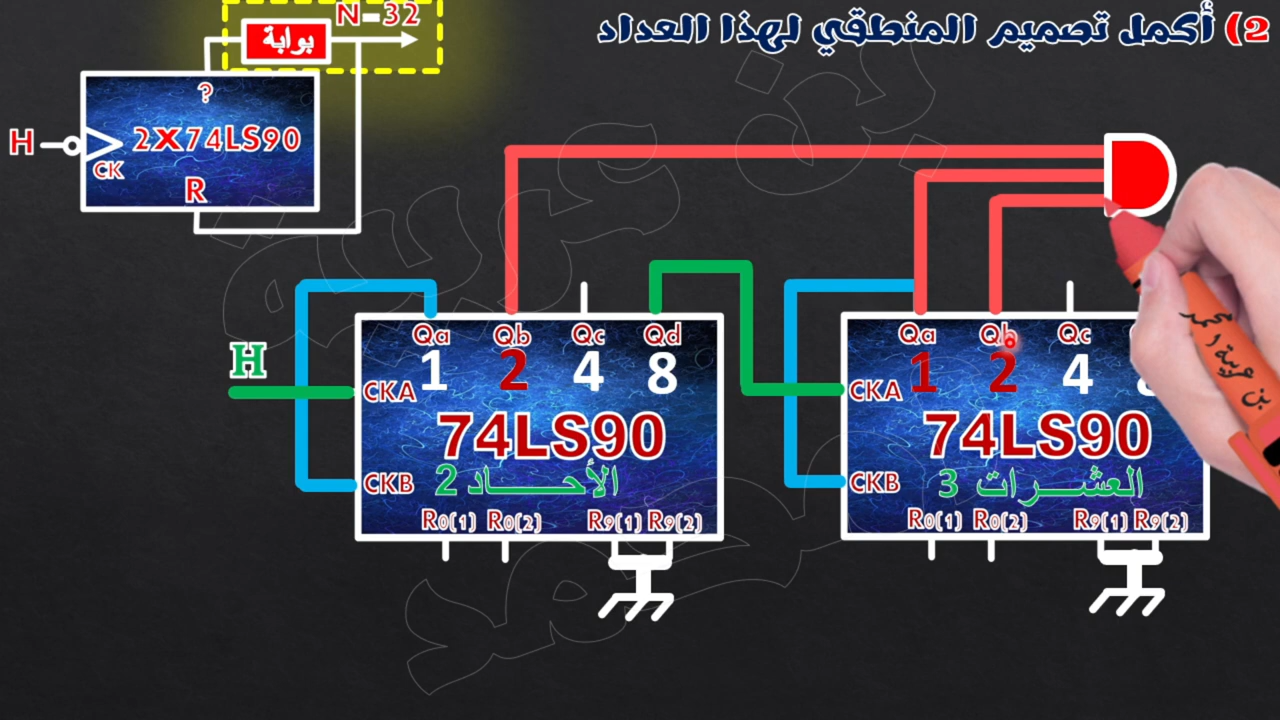 2) أكمل تصميم المنطقي لهذا العداد
N=32
بوابة
?
H
2X74LS90
CK
R
H
Qa Qb Qc Qd
1 2 4 8
CKA
74LS90
CKB
الأحـــاد 2
R0(1) R0(2) R9(1) R9(2)
Qa Qb Qc
1 2 4
CKA
74LS90
CKB
العشـــرات 3
R0(1) R0(2) R9(1) R9(2)